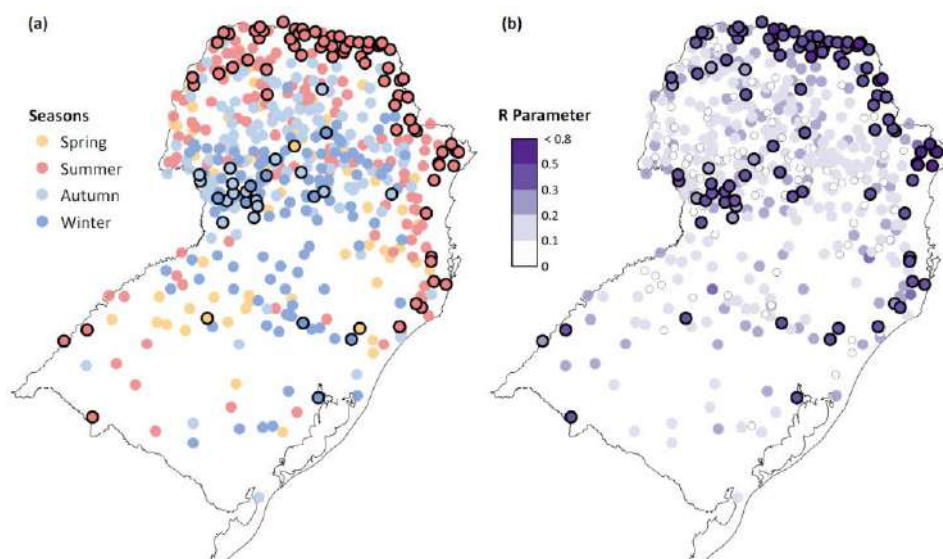 (a)
Seasons
Spring
Summer
Autumn
Winter
(b)
R Parameter
< 0.8
0.5
0.3
0.2
0.1
0